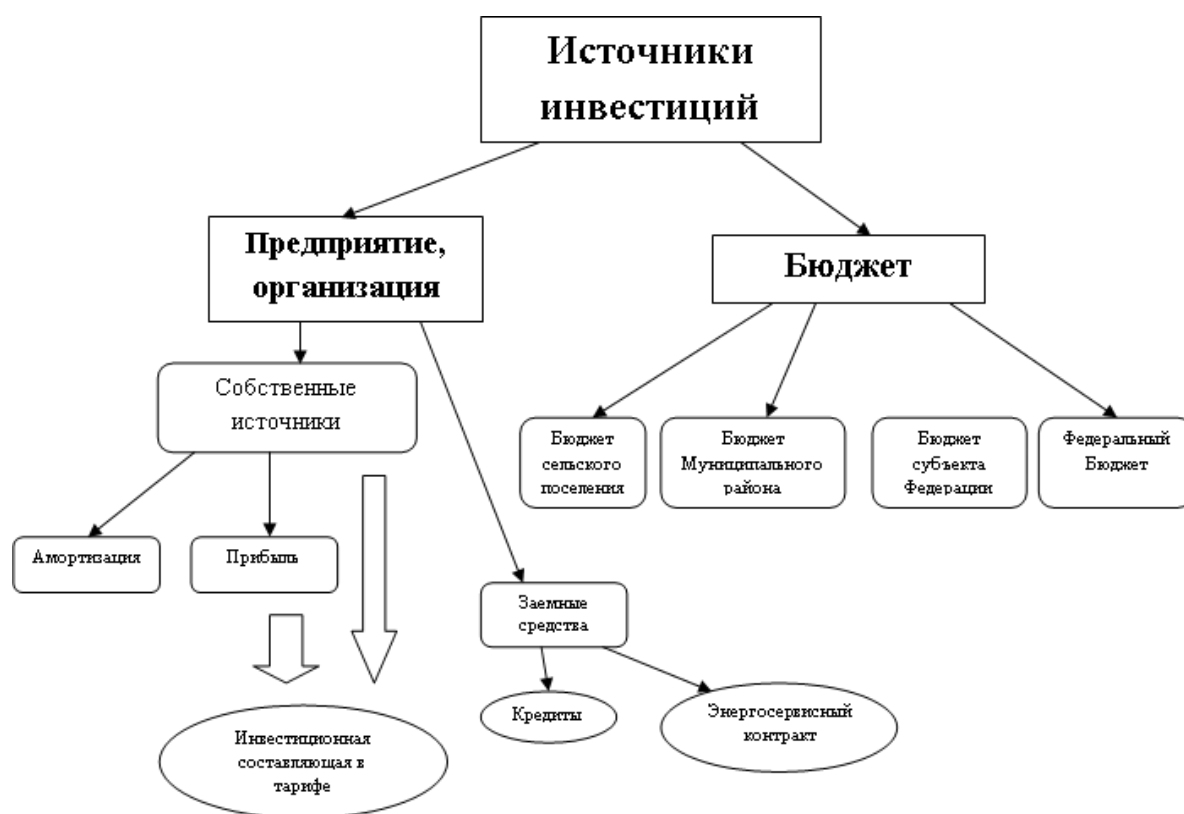 Источники
инвестиций
Предприятие,
организация
Бюджет
Собственные
источники
Бюджет
сельского
поселения
Бюджет
Муниципального
района
Бюджет
субъекта
Федерации
Федеральный
Бюджет
Амортизация
Прибыль
Заемные
средства
Кредиты
Энергосервисный
контракт
Инвестиционная
составляющая в
тарифе